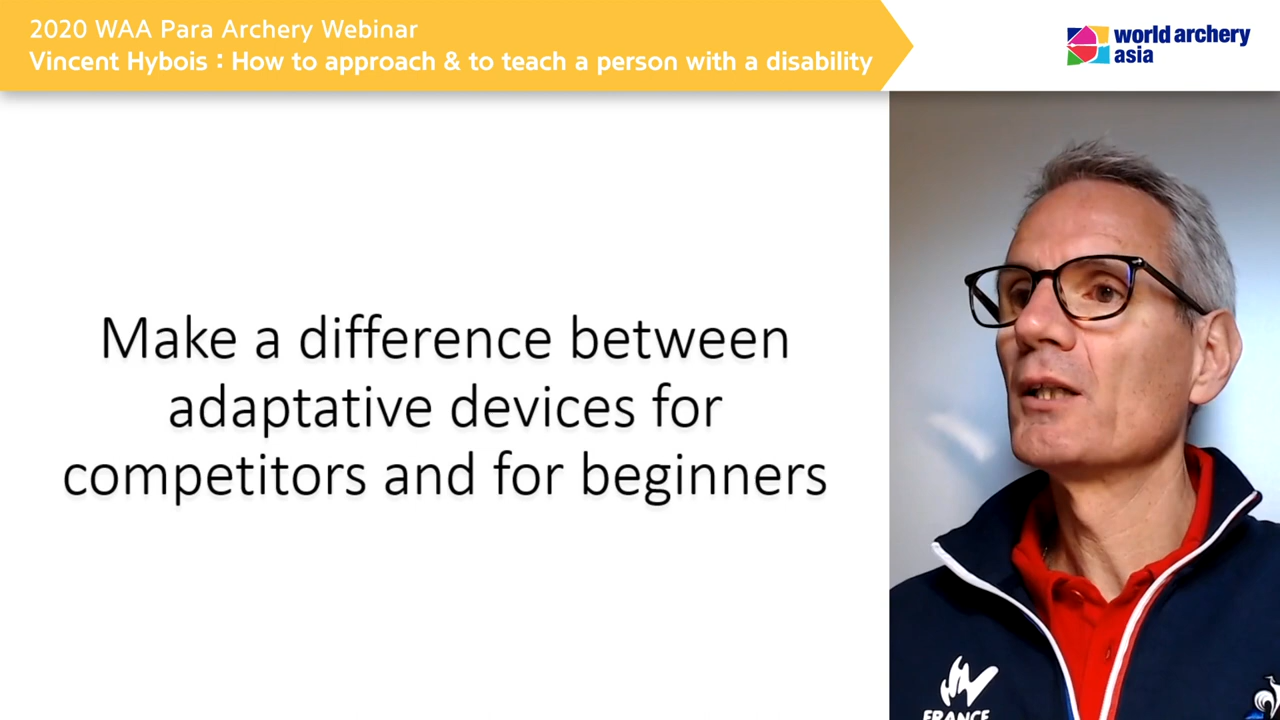 2020 WAA Para Archery Webinar
Vincent Hybois : How to approach & to teach a person with a disability
world archery
asia
Make a difference between
adaptative devices for
competitors and for beginners
FRANCE